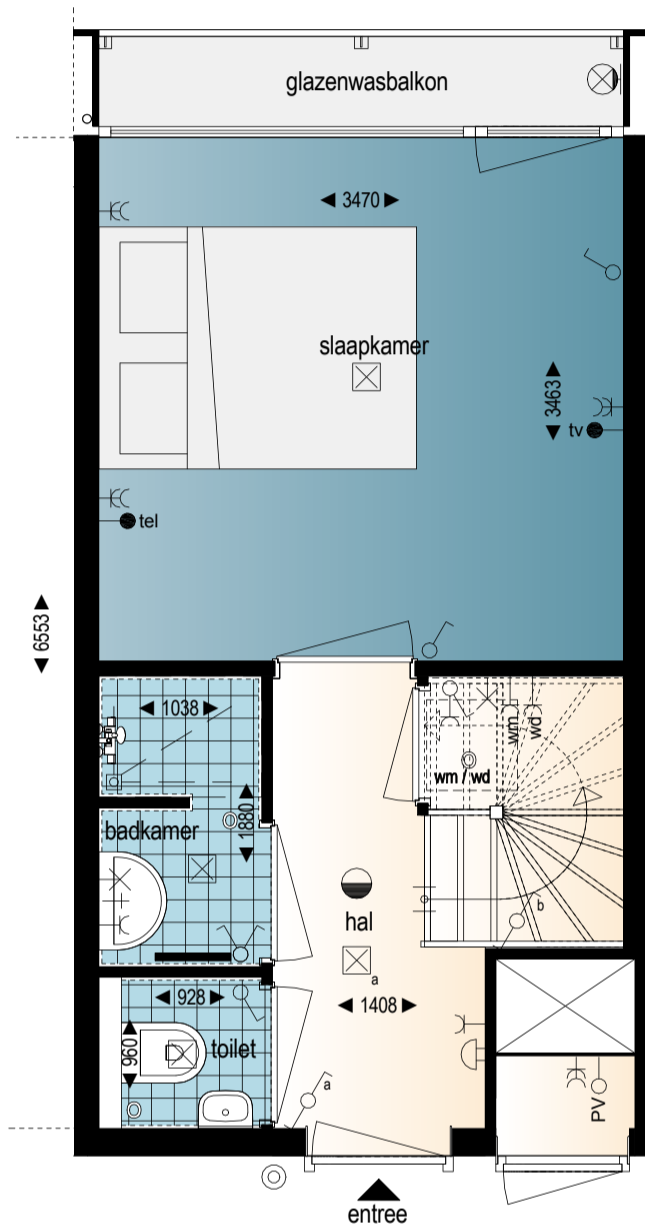 glazenwasbalkon
3470
slaapkamer
3463
tv
tel
6553
1038
wm
wd
wm / wd
badkamer
1880
b
hal
a
928
1408
toilet
960
a
PV
entree